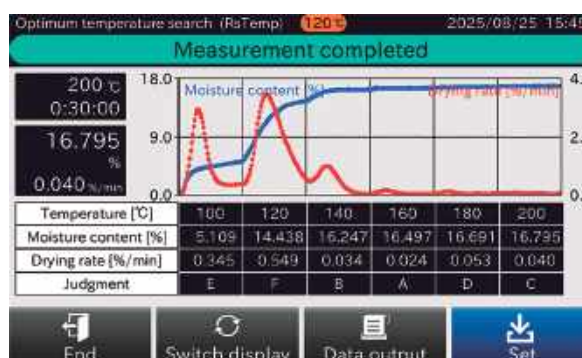 Optimum temperature search (RsTemp) 120℃ 2025/08/25 15:45
Measurement completed
200 ℃
0:30:00
16.795
%
0.040 %/min
18.0 Moisture content [%] Drying rate [%/min] 4.
9.0 2.
0.0 0.
Temperature [℃] 100 120 140 160 180 200
Moisture content [%] 5.109 14.438 16.247 16.497 16.691 16.795
Drying rate [%/min] 0.345 0.549 0.034 0.024 0.053 0.040
Judgment E F B A D C
End Switch display Data output Set